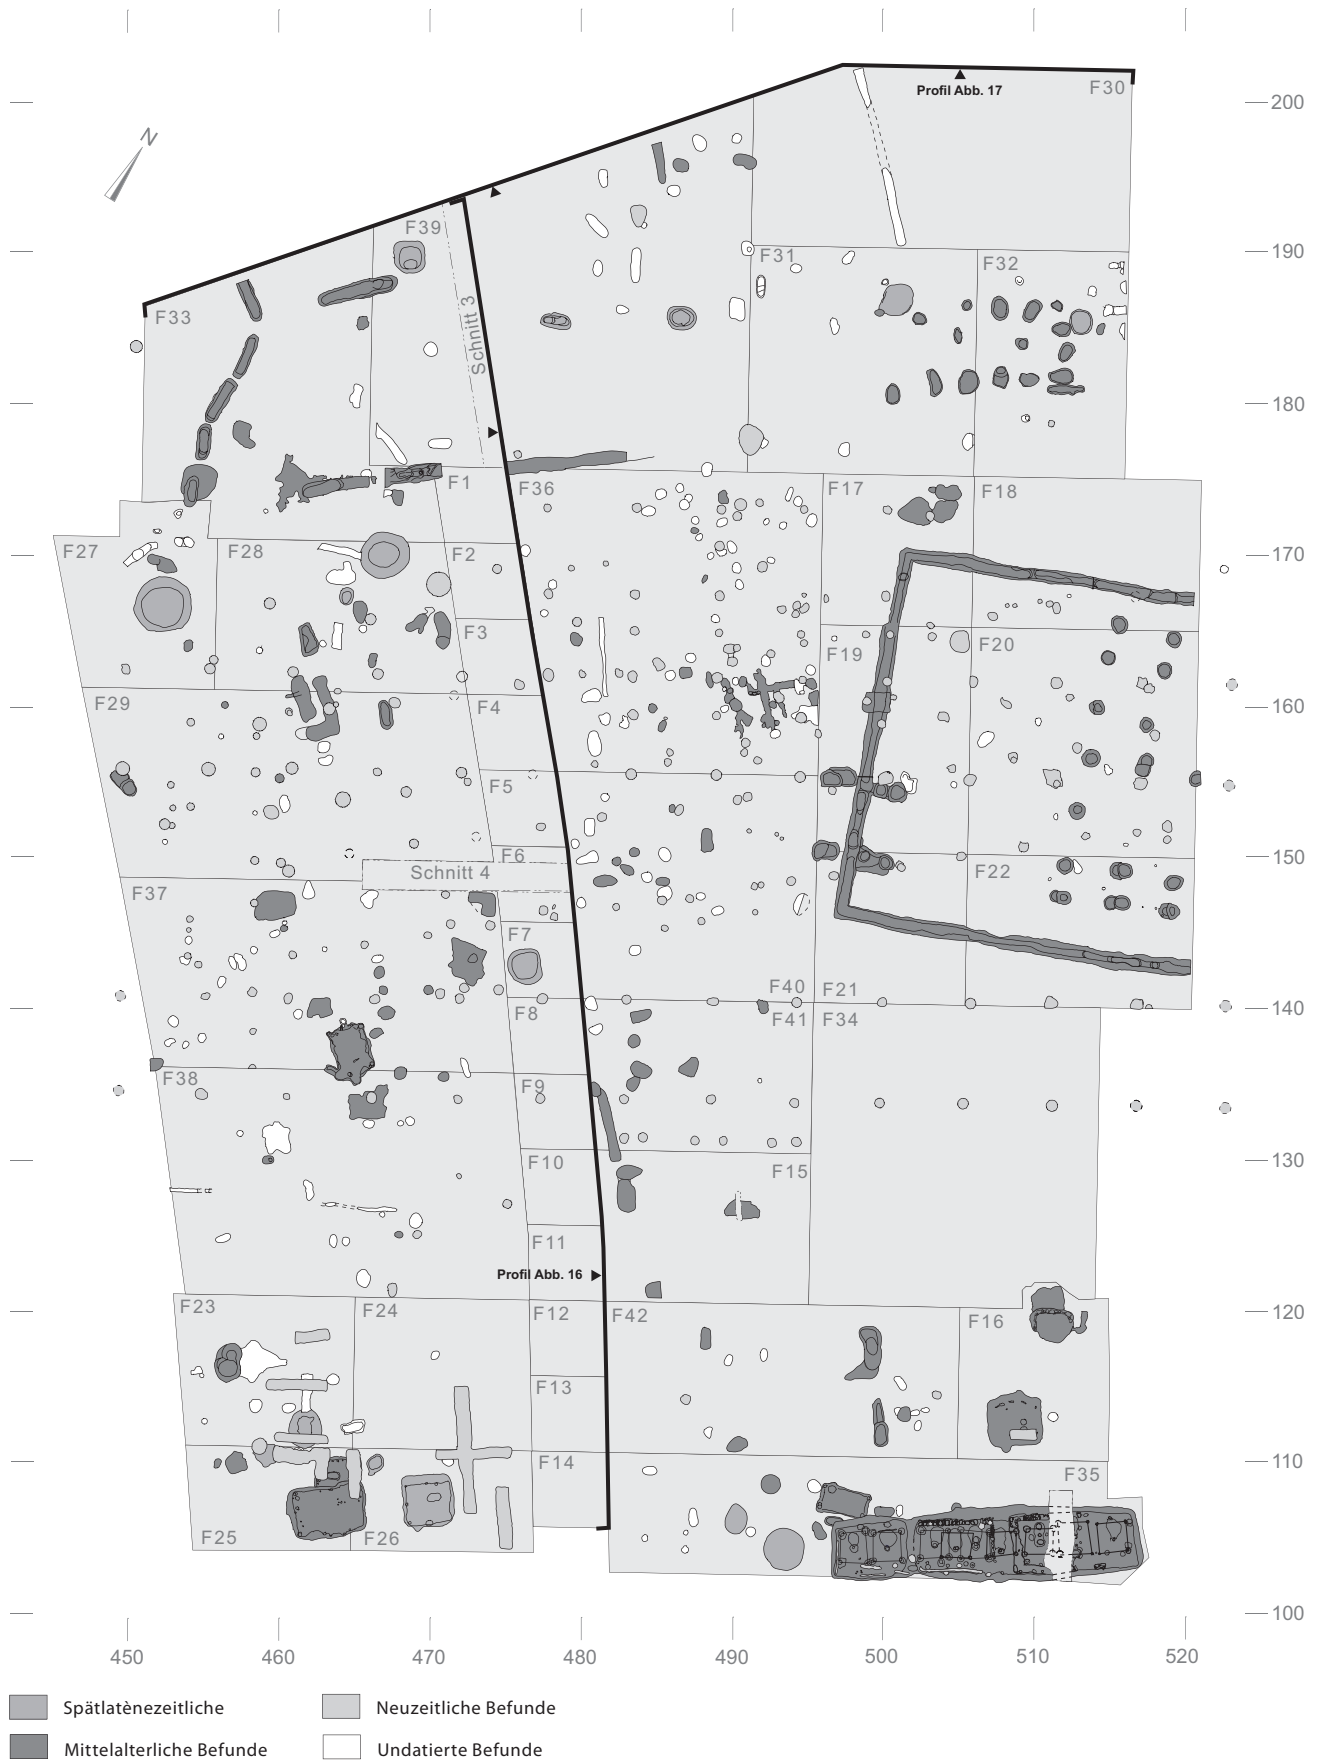 200
Profil Abb. 17
F30
N
F39
190
F31
F32
F33
Schnitt 3
180
F1
F36
F17
F18
F27
F28
F2
170
F3
F19
F20
F29
F4
160
F5
F6
150
Schnitt 4
F22
F37
F7
F40
F21
F8
F41
F34
140
F38
F9
F10
F15
130
F11
Profil Abb. 16
F23
F24
F12
F42
F16
120
F13
F14
F35
110
F25
F26
100
450
460
470
480
490
500
510
520
Spätlatènezeitliche
Neuzeitliche Befunde
Mittelalterliche Befunde
Undatierte Befunde